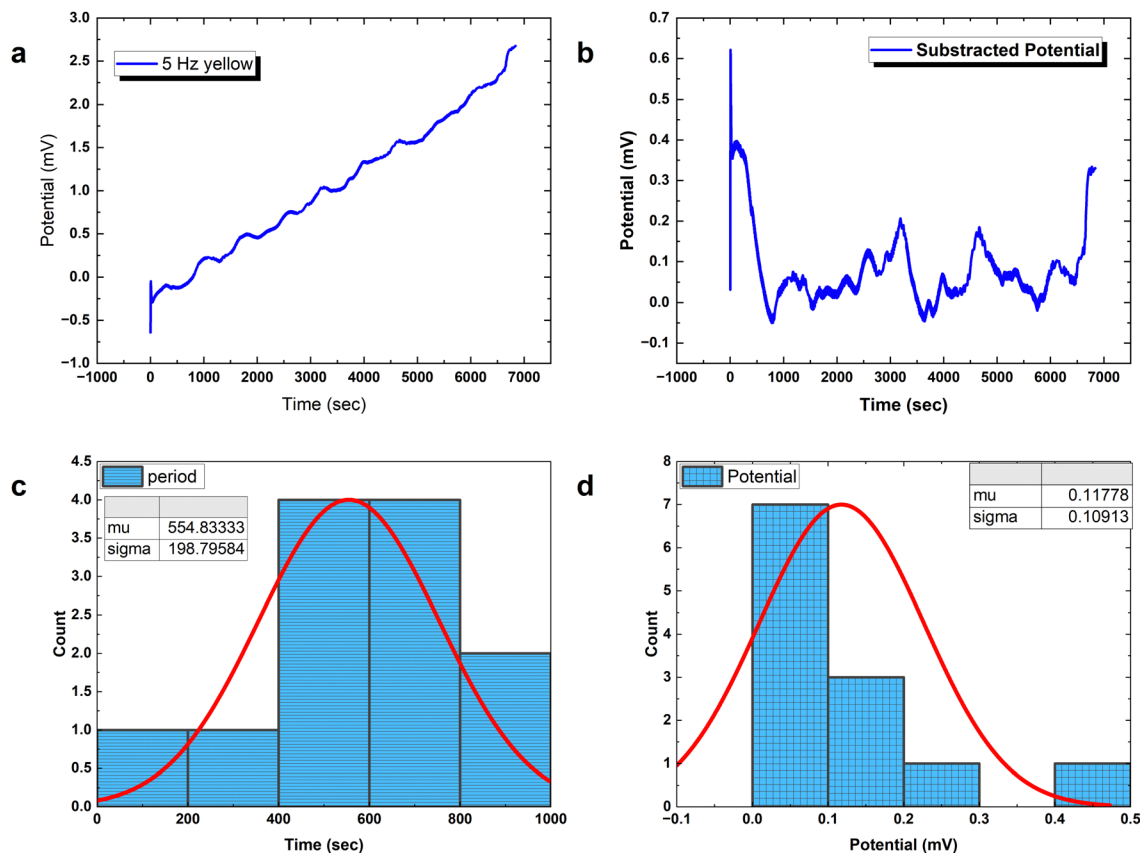 a
5 Hz yellow
3.0
2.5
2.0
1.5
1.0
0.5
0.0
−0.5
−1.0
Potential (mV)
−1000 0 1000 2000 3000 4000 5000 6000 7000
Time (sec)
b
Substracted Potential
0.7
0.6
0.5
0.4
0.3
0.2
0.1
0.0
−0.1
Potential (mV)
−1000 0 1000 2000 3000 4000 5000 6000 7000
Time (sec)
c
period
mu 554.83333
sigma 198.79584
4.5
4.0
3.5
3.0
2.5
2.0
1.5
1.0
0.5
0.0
Count
0 200 400 600 800 1000
Time (sec)
d
Potential
mu 0.11778
sigma 0.10913
8
7
6
5
4
3
2
1
0
Count
−0.1 0.0 0.1 0.2 0.3 0.4 0.5
Potential (mV)